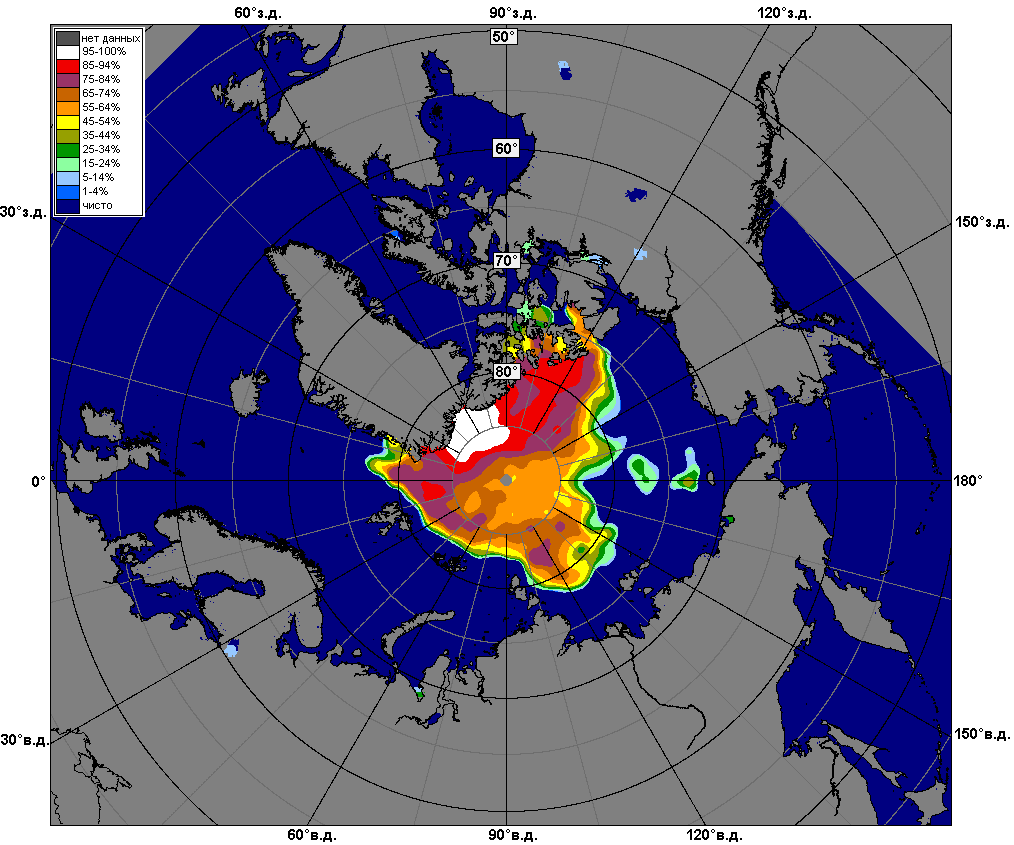 60°з.д.
90°з.д.
120°з.д.
нет данных
95-100%
85-94%
75-84%
65-74%
55-64%
45-54%
35-44%
25-34%
15-24%
5-14%
1-4%
чисто
50°
60°
30°з.д.
150°з.д.
70°
80°
0°
180°
30°в.д.
150°в.д.
60°в.д.
90°в.д.
120°в.д.